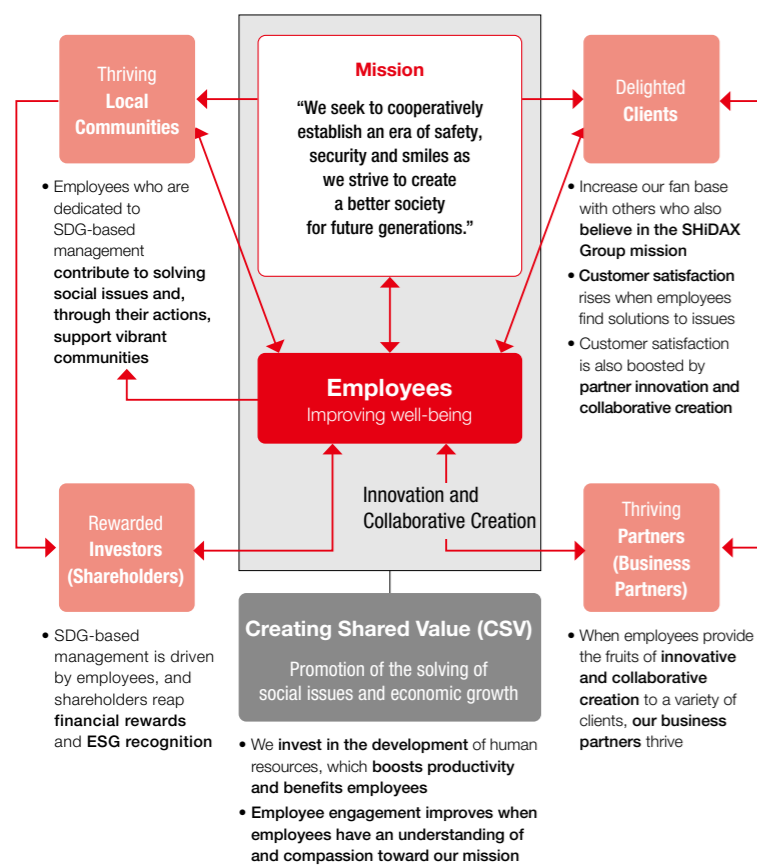 Thriving
Local
Communities
• Employees who are
dedicated to
SDG-based
management
contribute to solving
social issues and,
through their actions,
support vibrant
communities
Mission
“We seek to cooperatively
establish an era of safety,
security and smiles as
we strive to create
a better society
for future generations.”
Delighted
Clients
• Increase our fan base
with others who also
believe in the SHiDAX
Group mission
• Customer satisfaction
rises when employees
find solutions to issues
• Customer satisfaction
is also boosted by
partner innovation and
collaborative creation
Employees
Improving well-being
Innovation and
Collaborative Creation
Rewarded
Investors
(Shareholders)
• SDG-based
management is driven
by employees, and
shareholders reap
financial rewards
and ESG recognition
Creating Shared Value (CSV)
Promotion of the solving of
social issues and economic growth
• We invest in the development of human
resources, which boosts productivity
and benefits employees
• Employee engagement improves when
employees have an understanding of
and compassion toward our mission
Thriving
Partners
(Business
Partners)
• When employees provide
the fruits of innovative
and collaborative
creation to a variety of
clients, our business
partners thrive